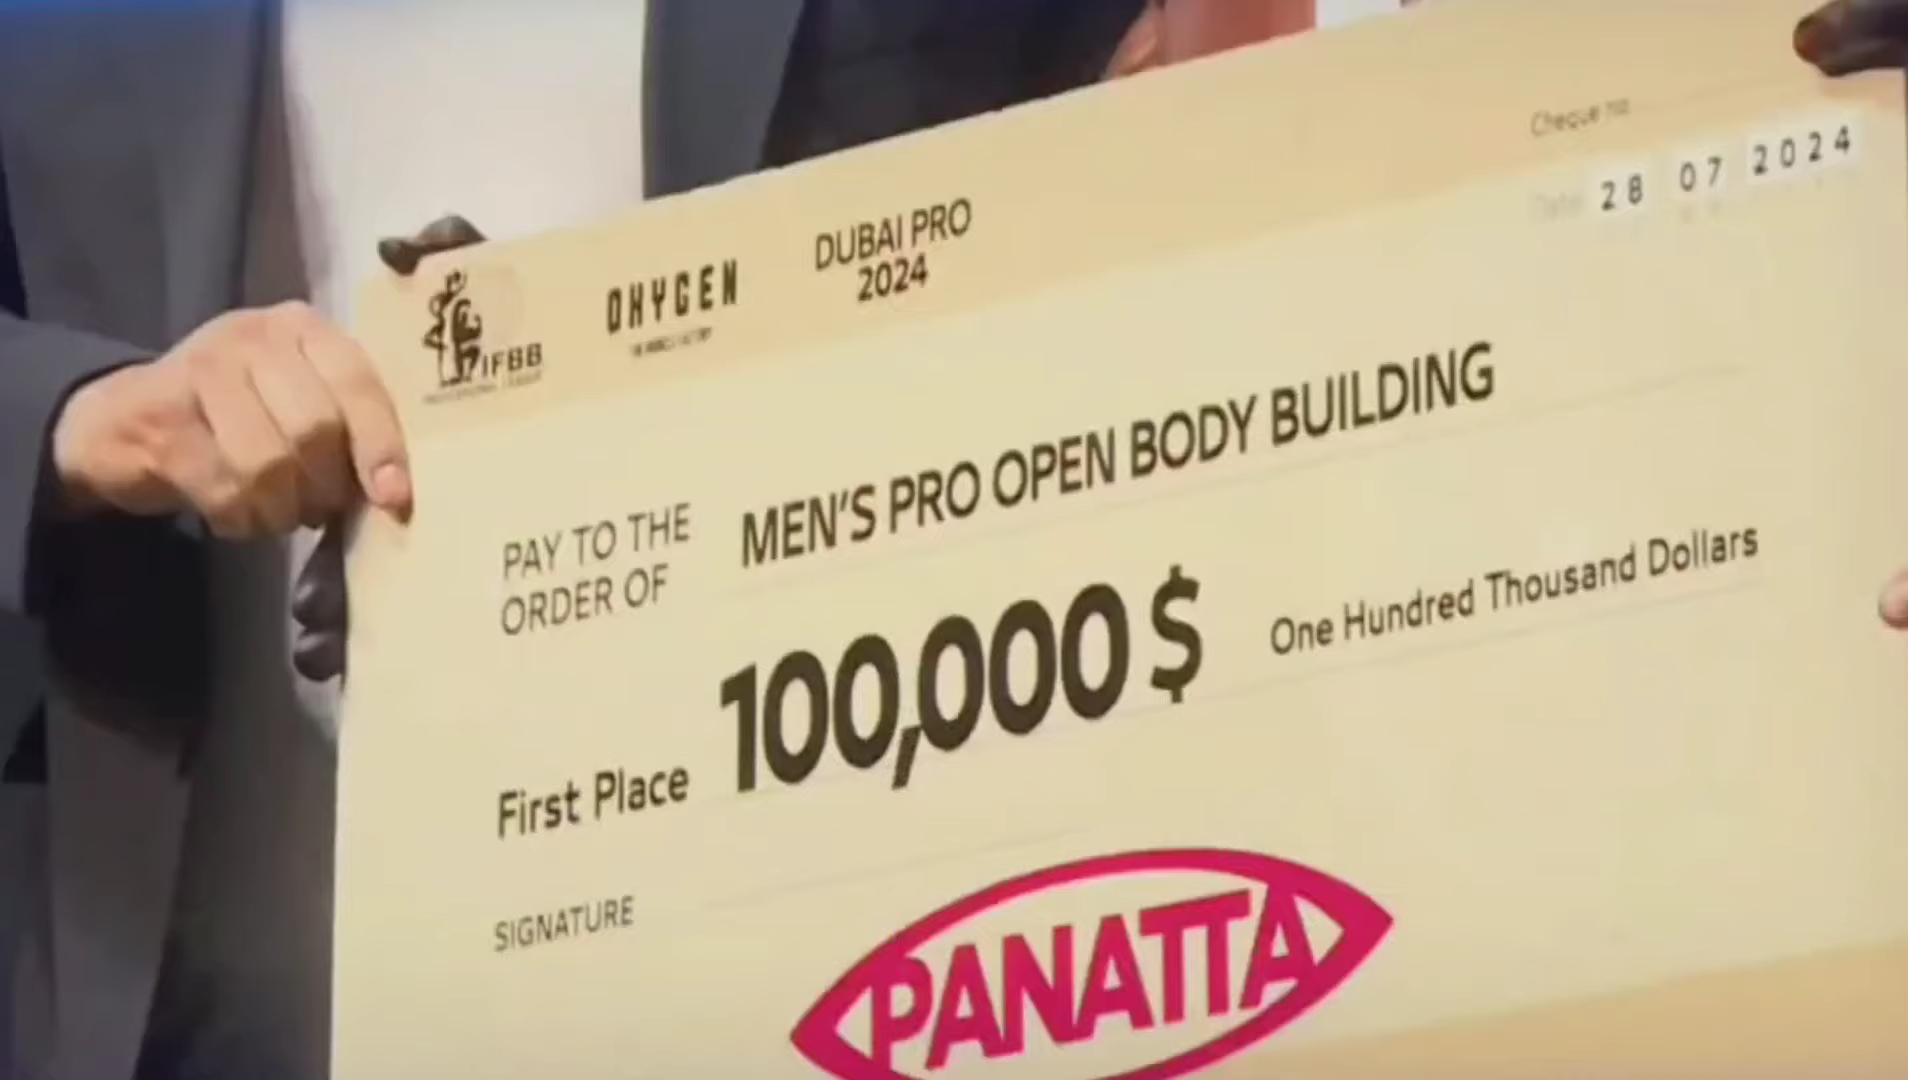 Cheque no
Date 28 07 2024
IFBB
OXYGEN
DUBAI PRO
2024
PAY TO THE
ORDER OF
MEN'S PRO OPEN BODY BUILDING
First Place
100,000 $
One Hundred Thousand Dollars
SIGNATURE
PANATTA